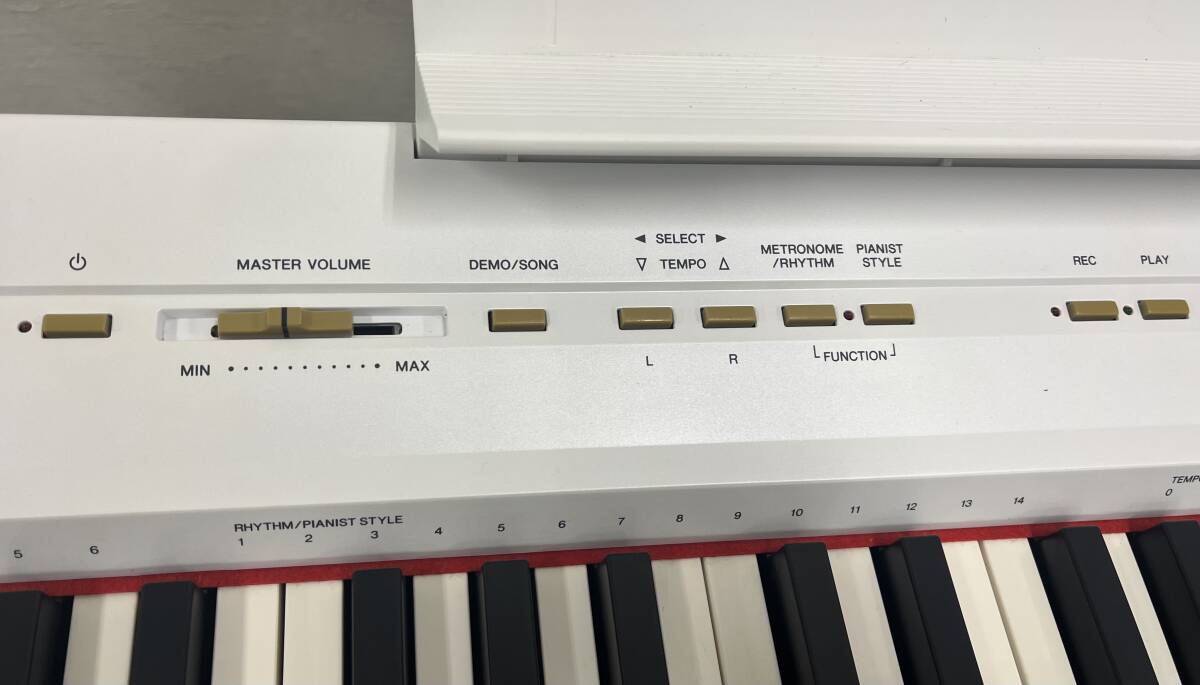 ◄ SELECT ►
MASTER VOLUME
DEMO/SONG
▽ TEMPO △
METRONOME
/RHYTHM
PIANIST
STYLE
REC
PLAY
MIN
MAX
L
R
FUNCTION
RHYTHM/PIANIST STYLE
5 6 1 2 3 4 5 6 7 8 9 10 11 12 13 14
TEMPO
0